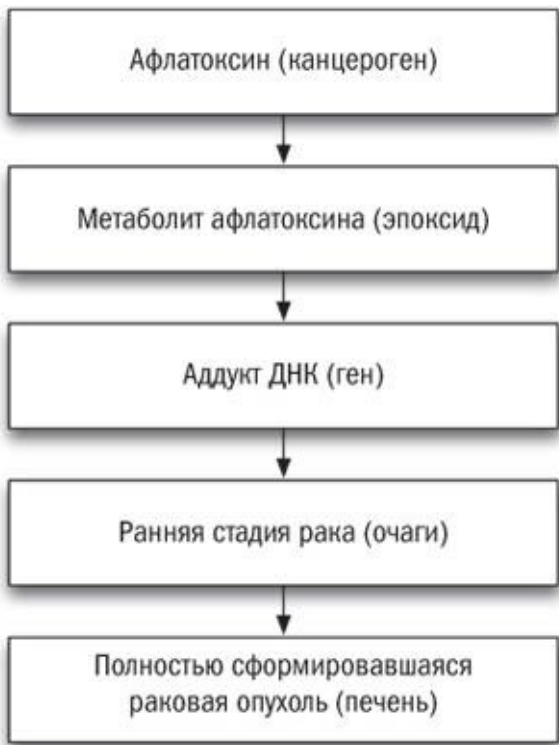 Афлатоксин (канцероген)
Метаболит афлатоксина (эпоксид)
Аддукт ДНК (ген)
Ранняя стадия рака (очаги)
Полностью сформировавшаяся
раковая опухоль (печень)